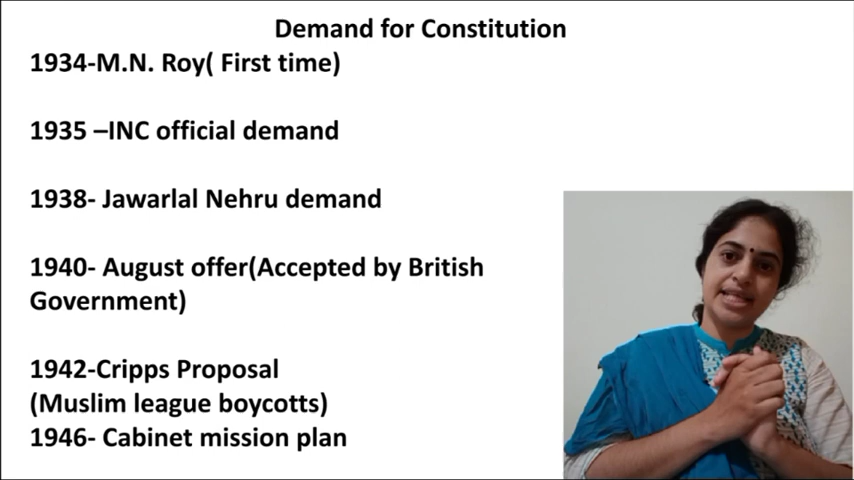 Demand for Constitution
1934-M.N. Roy( First time)
1935 –INC official demand
1938- Jawarlal Nehru demand
1940- August offer(Accepted by British
Government)
1942-Cripps Proposal
(Muslim league boycotts)
1946- Cabinet mission plan